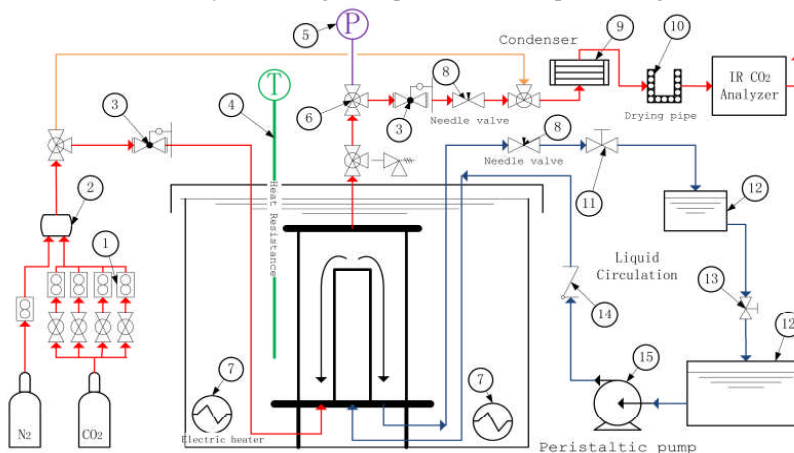 P
5
9
10
Condenser
T
8
IR CO2
Analyzer
3
4
6
3
Needle valve
Drying pipe
8
Needle valve
11
2
12
Heat Resistance
1
Liquid
Circulation
13
14
12
15
7
7
N2
CO2
Electric heater
Peristaltic pump